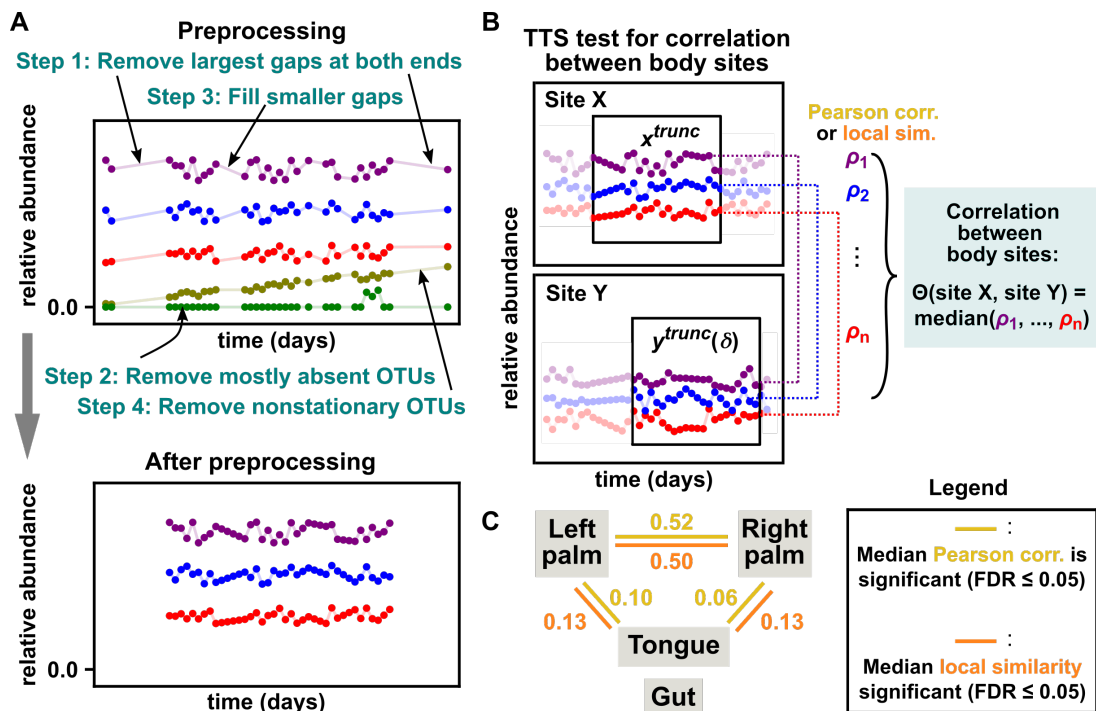 A
Preprocessing
Step 1: Remove largest gaps at both ends
Step 3: Fill smaller gaps
relative abundance
0.0
time (days)
Step 2: Remove mostly absent OTUs
Step 4: Remove nonstationary OTUs
After preprocessing
relative abundance
0.0
time (days)
B
TTS test for correlation
between body sites
Site X
x^trunc
Site Y
y^trunc(δ)
relative abundance
time (days)
Pearson corr.
or local sim.
ρ1
ρ2
...
ρn
Correlation
between
body sites:
Θ(site X, site Y) =
median(ρ1, ..., ρn)
C
Left
palm
0.52
0.50
Right
palm
0.10
0.06
0.13
0.13
Tongue
Gut
Legend
:
Median Pearson corr. is
significant (FDR ≤ 0.05)
:
Median local similarity
significant (FDR ≤ 0.05)